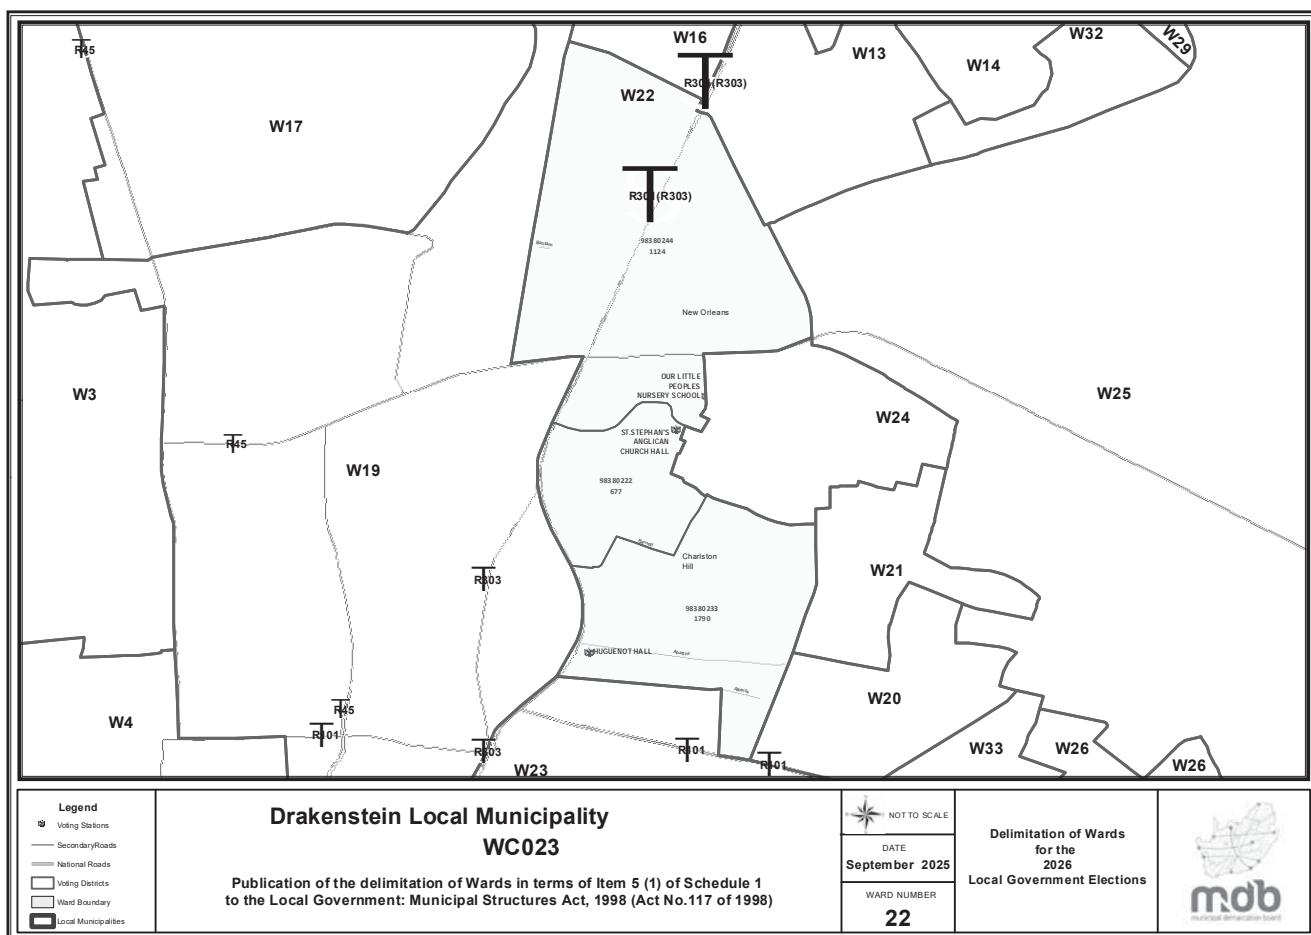 R45
W17
W16
R301(R303)
W22
W13
W14
W32
W29
R301(R303)
98380244
1124
New Orleans
W3
OUR LITTLE
PEOPLES
NURSERY SCHOOL
W25
W24
R45
W19
ST.STEPHAN'S
ANGLICAN
CHURCH HALL
98380222
677
Charlston
Hill
R303
W21
98380233
1790
HUGUENOT HALL
W20
W4
R45
R101
R303
W23
R101
R101
W33
W26
W26
Legend
Voting Stations
SecondaryRoads
National Roads
Voting Districts
Ward Boundary
Local Municipalities
Drakenstein Local Municipality
WC023
Publication of the delimitation of Wards in terms of Item 5 (1) of Schedule 1
to the Local Government: Municipal Structures Act, 1998 (Act No.117 of 1998)
NOT TO SCALE
DATE
September 2025
WARD NUMBER
22
Delimitation of Wards
for the
2026
Local Government Elections
mdb
municipal demarcation board